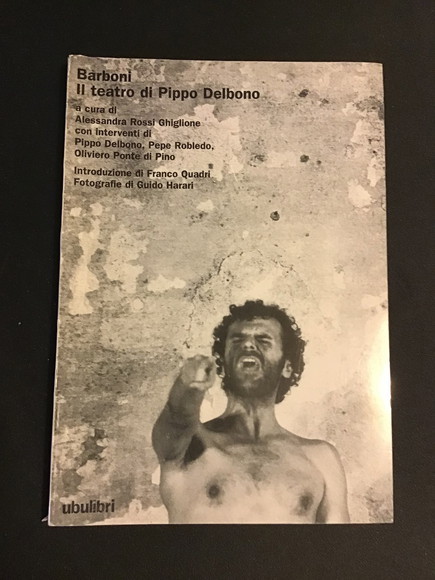 Barboni
Il teatro di Pippo Delbono
a cura di
Alessandra Rossi Ghiglione
con interventi di
Pippo Delbono, Pepe Robledo,
Oliviero Ponte di Pino
Introduzione di Franco Quadri
Fotografie di Guido Harari
ubulibri